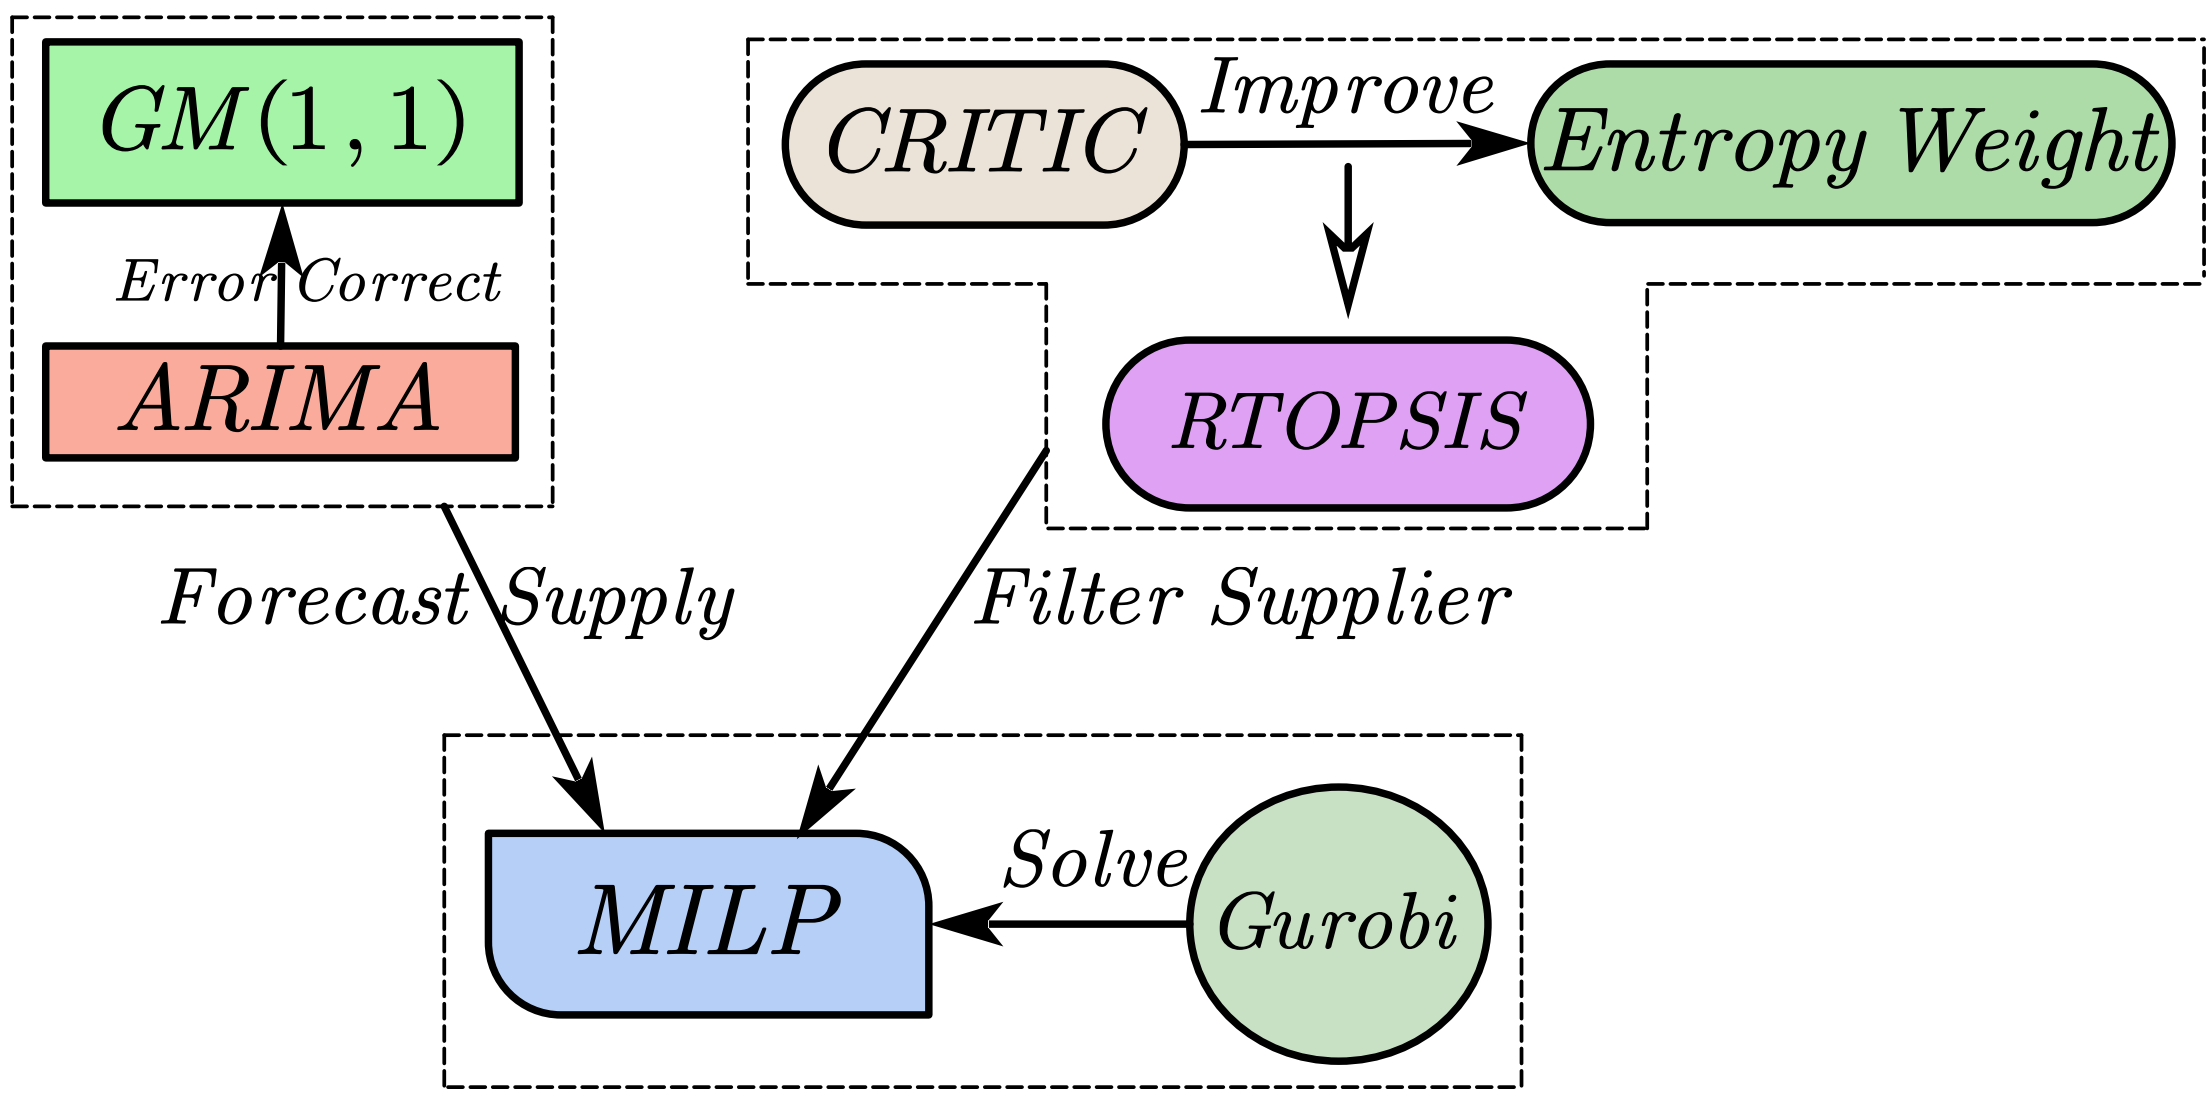 GM(1,1)
Error Correct
ARIMA
CRITIC
Improve
Entropy Weight
RTOPSIS
Forecast Supply
Filter Supplier
MILP
Solve
Gurobi